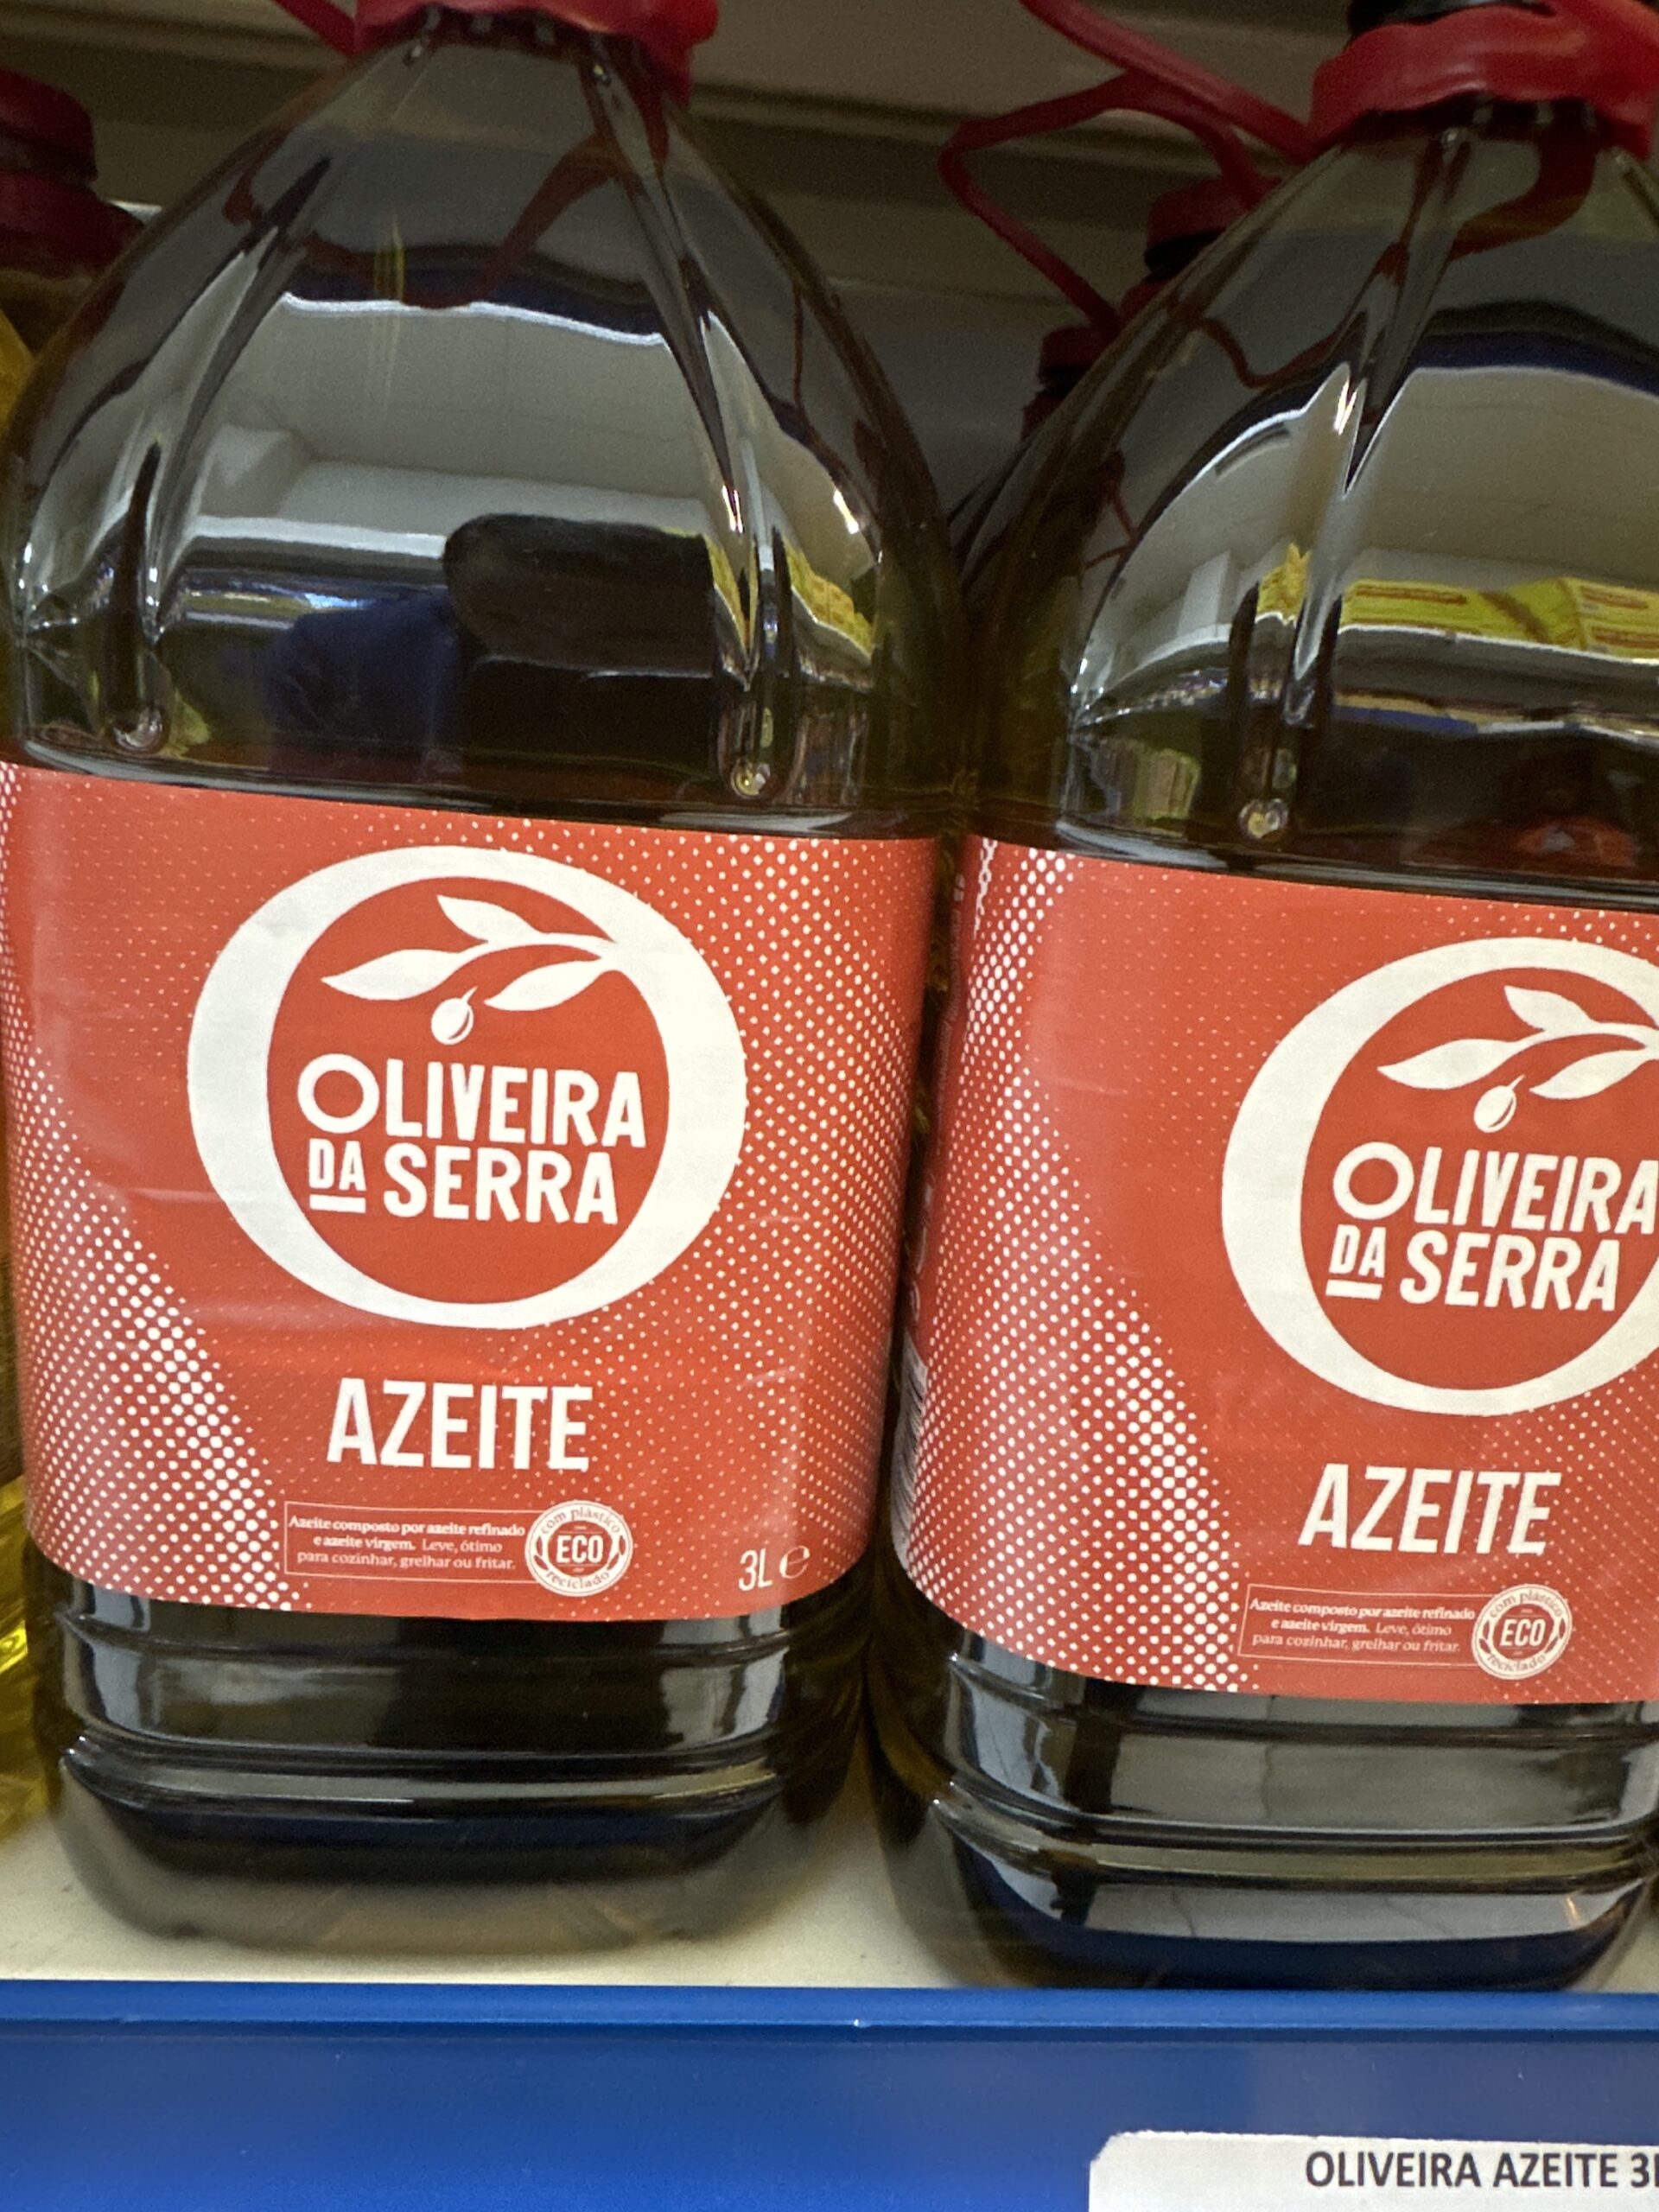 OLIVEIRA
DA SERRA
AZEITE
Azeite composto por azeite refinado
e azeite virgem. Leve, ótimo
para cozinhar, grelhar ou fritar.
com plástico
ECO
reciclado
3L e
OLIVEIRA
DA SERRA
AZEITE
Azeite composto por azeite refinado
e azeite virgem. Leve, ótimo
para cozinhar, grelhar ou fritar.
com plástico
ECO
reciclado
OLIVEIRA AZEITE 3